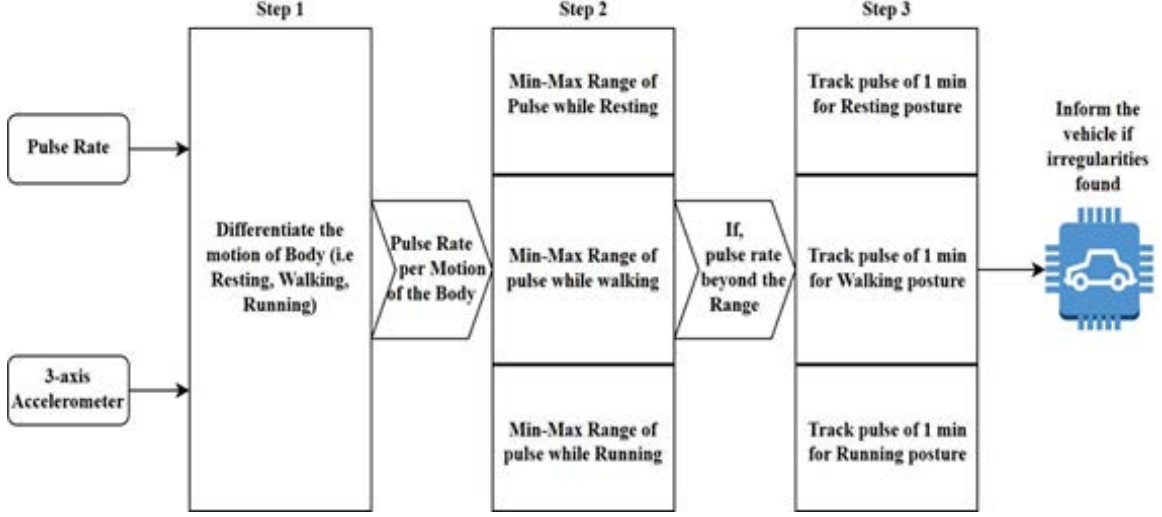 Step 1
Step 2
Step 3
Pulse Rate
3-axis
Accelerometer
Differentiate the
motion of Body (i.e
Resting, Walking,
Running)
Pulse Rate
per Motion
of the Body
Min-Max Range of
Pulse while Resting
Min-Max Range of
pulse while walking
Min-Max Range of
pulse while Running
If,
pulse rate
beyond the
Range
Track pulse of 1 min
for Resting posture
Track pulse of 1 min
for Walking posture
Track pulse of 1 min
for Running posture
Inform the
vehicle if
irregularities
found